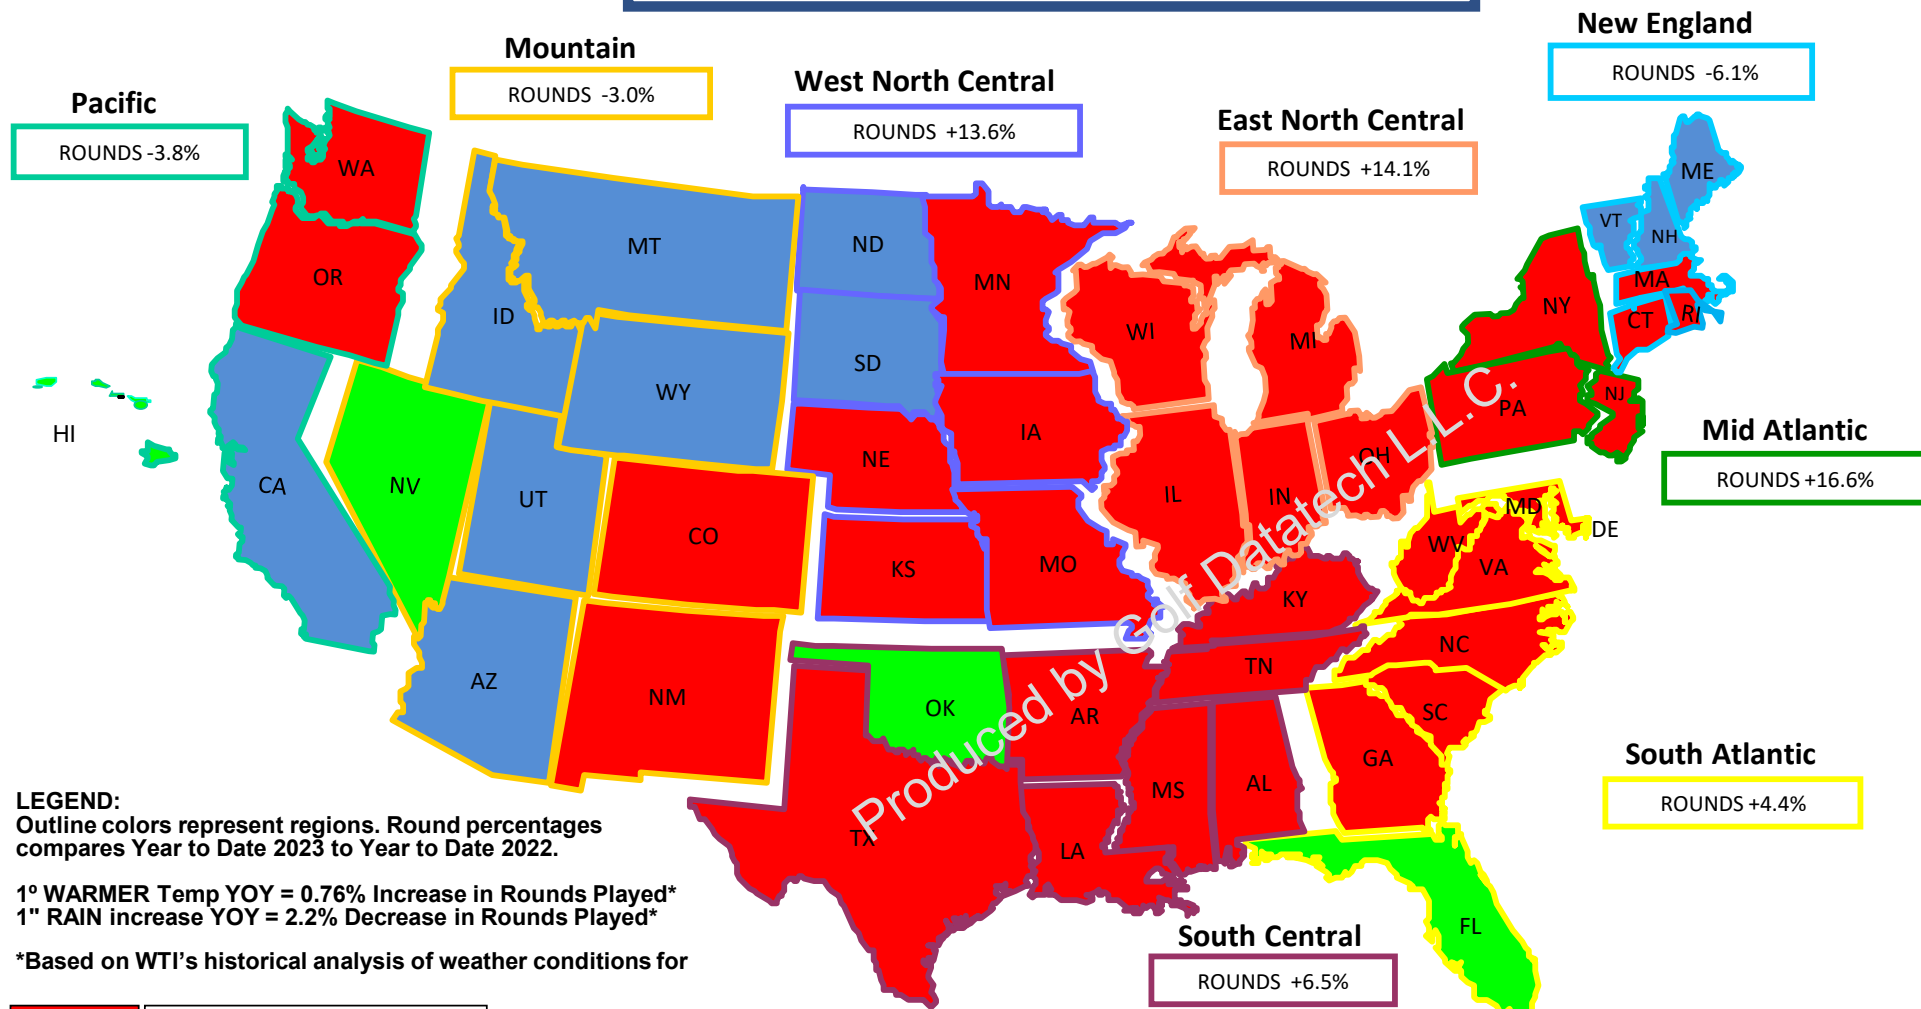 New England
ROUNDS -6.1%
Mountain
ROUNDS -3.0%
West North Central
ROUNDS +13.6%
Pacific
ROUNDS -3.8%
East North Central
ROUNDS +14.1%
WA
OR
CA
HI
NV
ID
MT
WY
UT
AZ
CO
NM
ND
SD
NE
KS
MN
IA
MO
WI
MI
IL
IN
OH
ME
VT
NH
MA
CT
RI
NY
PA
NJ
Mid Atlantic
ROUNDS +16.6%
MD
DE
WV
VA
NC
SC
GA
FL
KY
TN
AR
OK
TX
LA
MS
AL
Produced by Golf Datatech L.L.C.
South Atlantic
ROUNDS +4.4%
South Central
ROUNDS +6.5%
LEGEND:
Outline colors represent regions. Round percentages
compares Year to Date 2023 to Year to Date 2022.
1º WARMER Temp YOY = 0.76% Increase in Rounds Played*
1" RAIN increase YOY = 2.2% Decrease in Rounds Played*
*Based on WTI’s historical analysis of weather conditions for